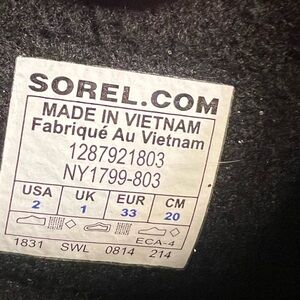 SOREL.COM
MADE IN VIETNAM
Fabriqué Au Vietnam
1287921803
NY1799-803
USA UK EUR CM
2 1 33 20
ECA-4
1831 SWL 0814 214